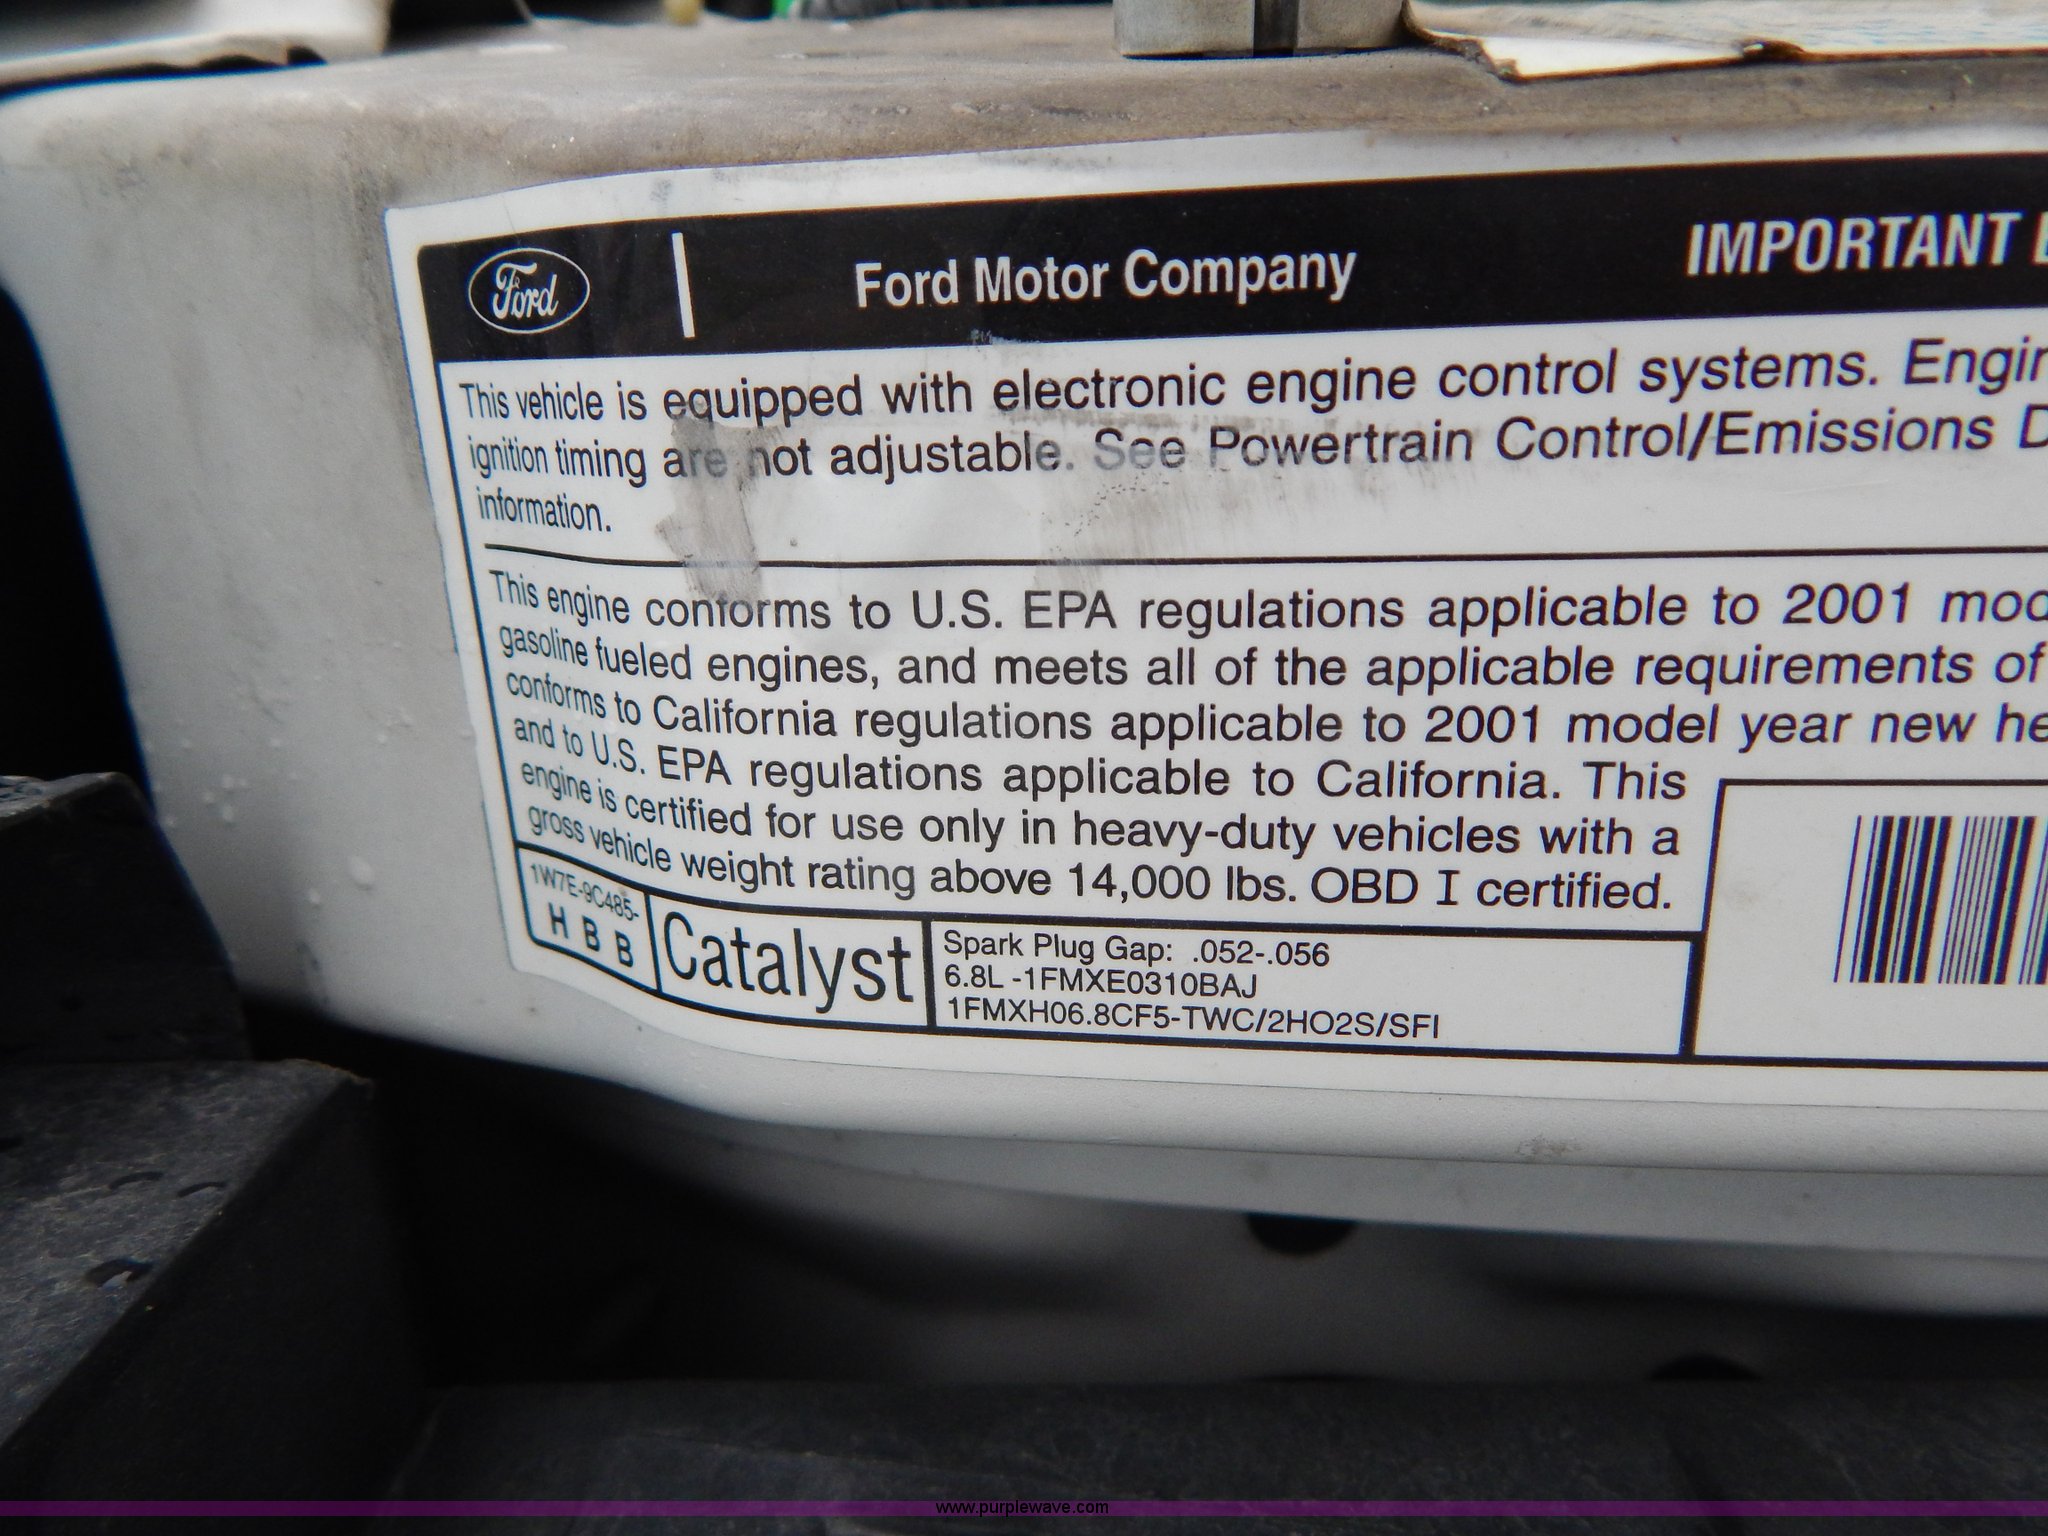 Ford Ford Motor Company IMPORTANT
This vehicle is equipped with electronic engine control systems.
ignition timing are not adjustable. See Powertrain Control/Emissions
information.
This engine conforms to U.S. EPA regulations applicable to 2001
gasoline fueled engines, and meets all of the applicable requirements of
conforms to California regulations applicable to 2001 model year new
and to U.S. EPA regulations applicable to California. This
engine is certified for use only in heavy-duty vehicles with a
gross vehicle weight rating above 14,000 lbs. OBD I certified.
1W7E-9C485-
HBB
Catalyst
Spark Plug Gap: .052-.056
6.8L -1FMXE0310BAJ
1FMXH06.8CF5-TWC/2HO2S/SFI
www.purplewave.com